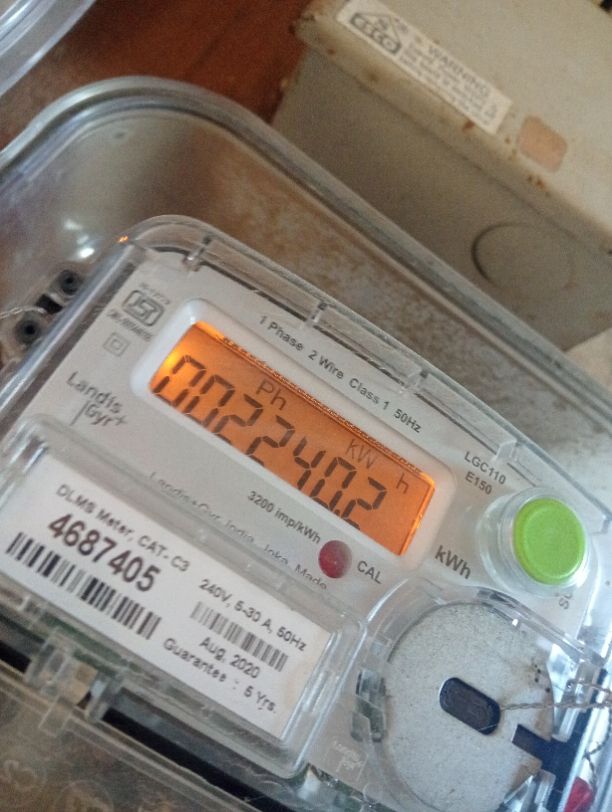 WARNING
1 Phase 2 Wire Class 1 50Hz
Landis
Gyr+
Ph
kW h
002240.2
LGC110
E150
3200 imp/kWh
kWh
CAL
DLMS Meter, CAT- C3
4687405
240V, 5-30 A, 50Hz
Aug, 2020
Guarantee : 5 Yrs.